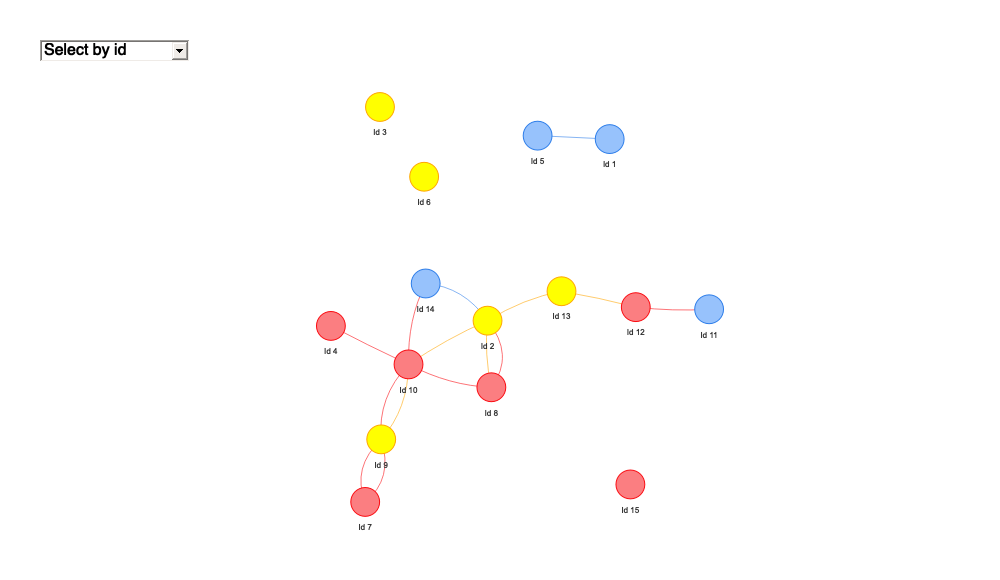 Select by id
Id 3
Id 5
Id 1
Id 6
Id 14
Id 13
Id 12
Id 11
Id 2
Id 4
Id 10
Id 8
Id 9
Id 15
Id 7